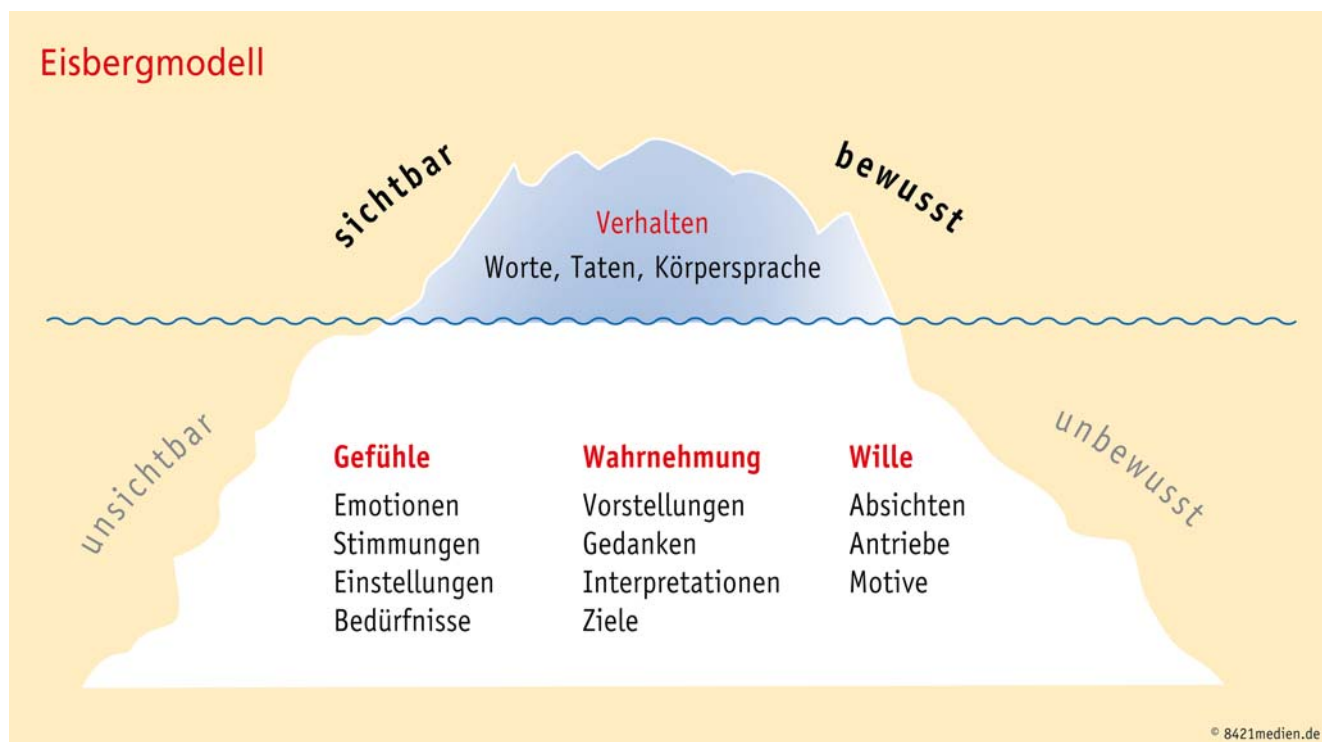 Eisbergmodell
sichtbar
bewusst
Verhalten
Worte, Taten, Körpersprache
unsichtbar
unbewusst
Gefühle
Emotionen
Stimmungen
Einstellungen
Bedürfnisse
Wahrnehmung
Vorstellungen
Gedanken
Interpretationen
Ziele
Wille
Absichten
Antriebe
Motive
© 8421medien.de